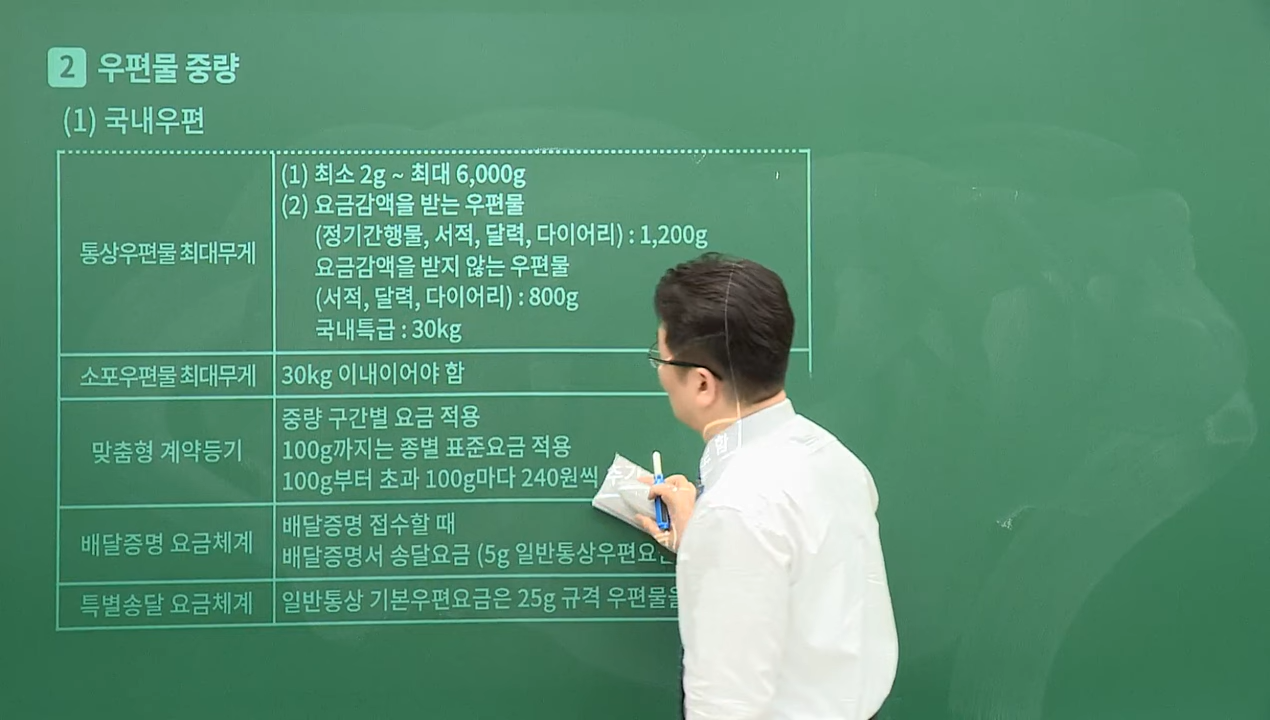 2 우편물 중량
(1) 국내우편
통상우편물 최대무게
(1) 최소 2g ~ 최대 6,000g
(2) 요금감액을 받는 우편물
(정기간행물, 서적, 달력, 다이어리) : 1,200g
요금감액을 받지 않는 우편물
(서적, 달력, 다이어리) : 800g
국내특급 : 30kg
소포우편물 최대무게
30kg 이내이어야 함
맞춤형 계약등기
중량 구간별 요금 적용
100g까지는 종별 표준요금 적용
100g부터 초과 100g마다 240원씩 추가
배달증명 요금체계
배달증명 접수할 때
배달증명서 송달요금 (5g 일반통상우편요금
특별송달 요금체계
일반통상 기본우편요금은 25g 규격 우편물을